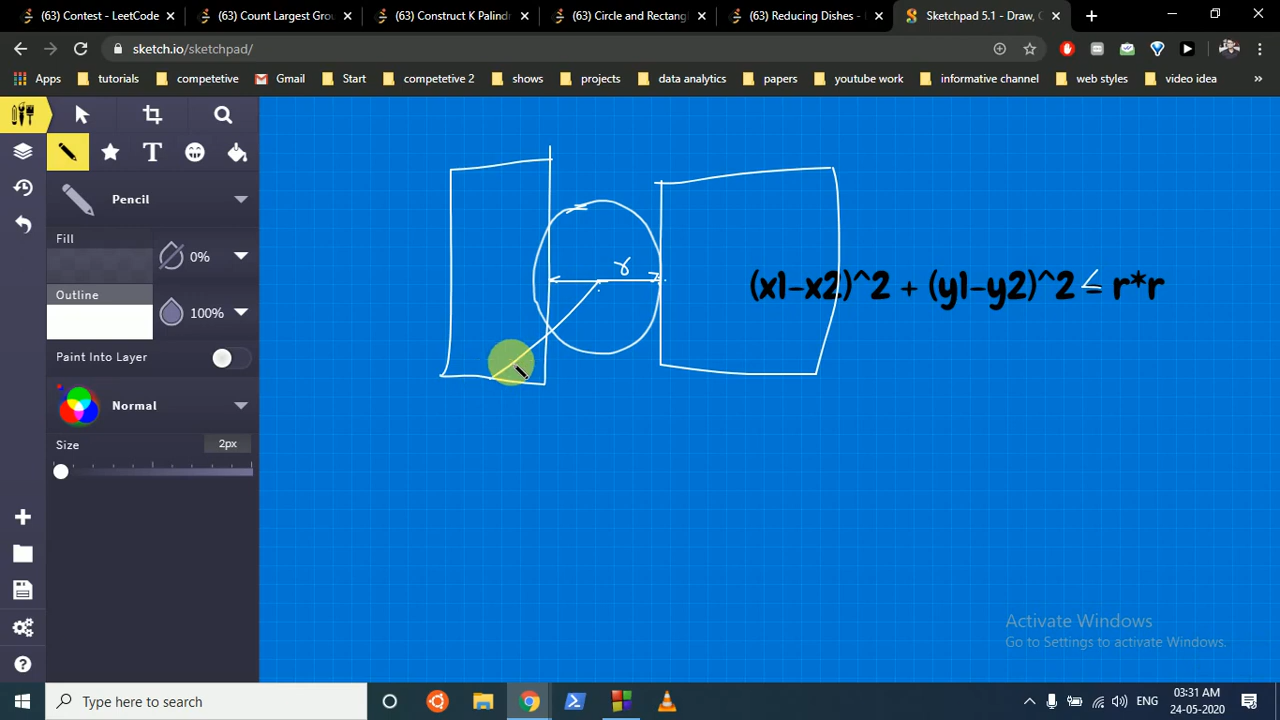 (63) Contest - LeetCode
(63) Count Largest Grou
(63) Construct K Palindr
(63) Circle and Rectang
(63) Reducing Dishes -
Sketchpad 5.1 - Draw, C
sketch.io/sketchpad/
Apps
tutorials
competetive
Gmail
Start
competetive 2
shows
projects
data analytics
papers
youtube work
informative channel
web styles
video idea
»
T
Pencil
Fill
0%
Outline
100%
Paint Into Layer
Normal
Size
2px
r
(x1-x2)^2 + (y1-y2)^2 ≤ r*r
Activate Windows
Go to Settings to activate Windows.
Type here to search
ENG
03:31 AM
24-05-2020